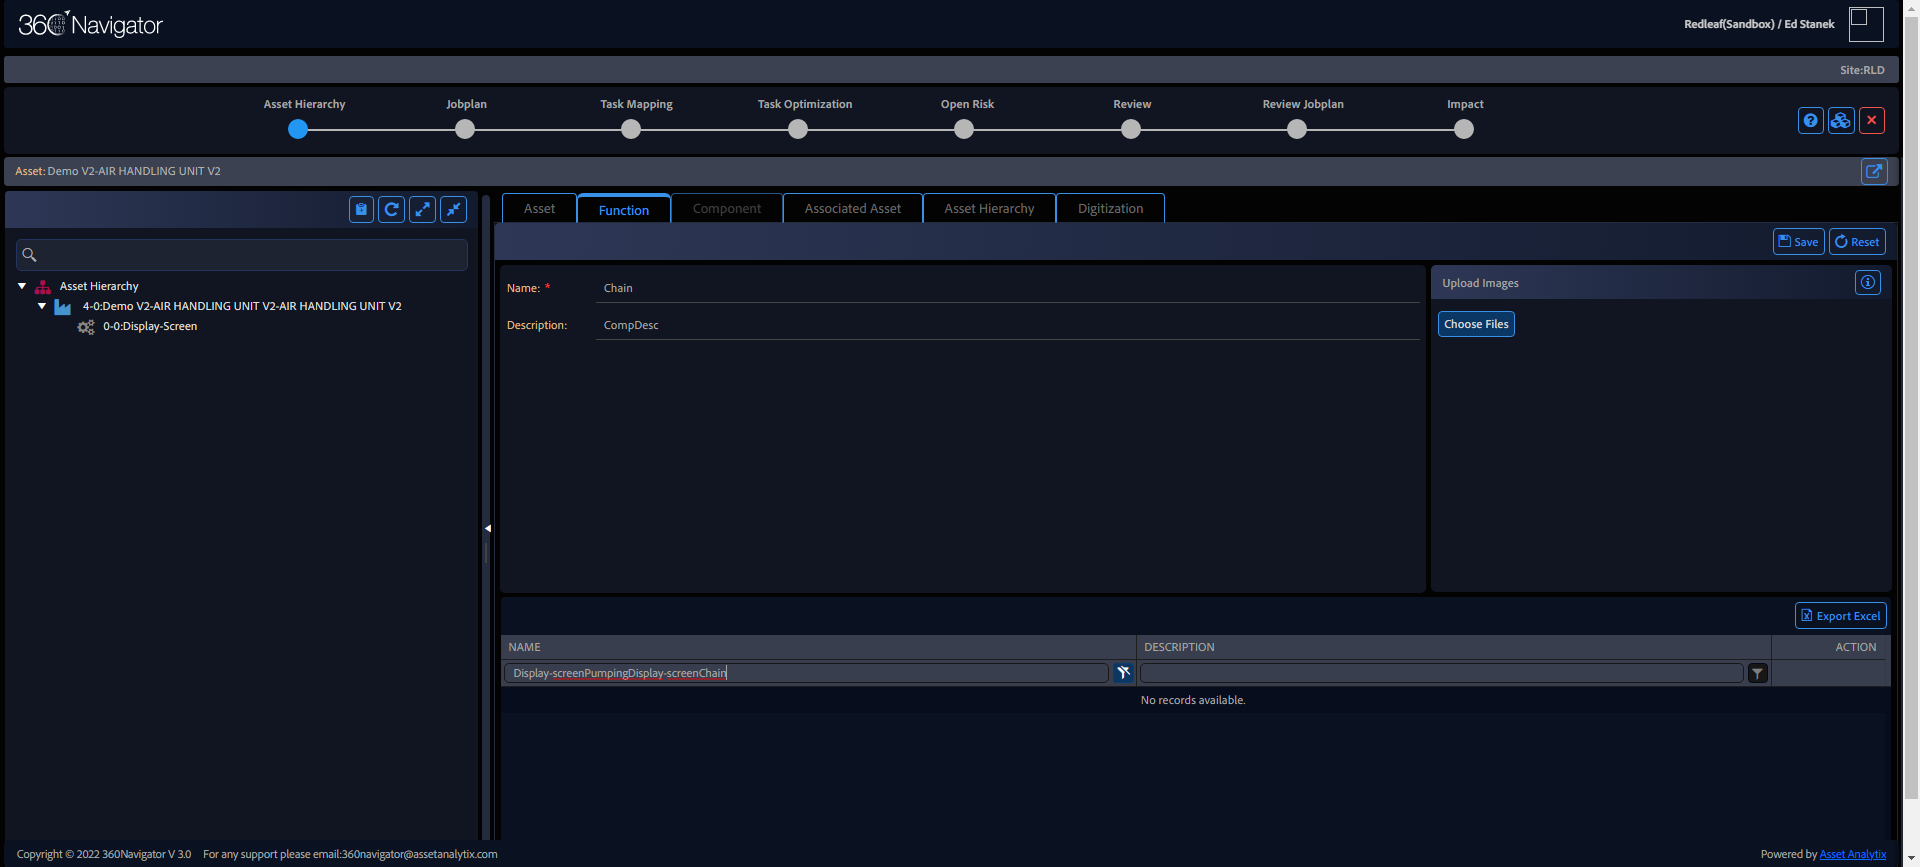 360 Navigator
Redleaf(Sandbox) / Ed Stanek
Site:RLD
Asset Hierarchy
Jobplan
Task Mapping
Task Optimization
Open Risk
Review
Review Jobplan
Impact
Asset: Demo V2-AIR HANDLING UNIT V2
Asset
Function
Component
Associated Asset
Asset Hierarchy
Digitization
Save
Reset
Asset Hierarchy
4-0:Demo V2-AIR HANDLING UNIT V2-AIR HANDLING UNIT V2
0-0:Display-Screen
Name: * Chain
Description: CompDesc
Upload Images
Choose Files
Export Excel
NAME
DESCRIPTION
ACTION
Display-screenPumpingDisplay-screenChain
No records available.
Copyright © 2022 360Navigator V 3.0 For any support please email:360navigator@assetanalytix.com
Powered by Asset Analytix